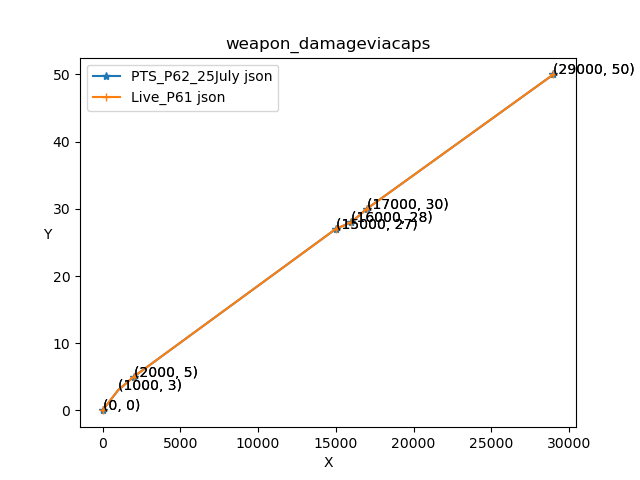 weapon_damageviacaps
PTS_P62_25July json
Live_P61 json
(29000, 50)
(17000, 30)
(16000, 28)
(15000, 27)
(2000, 5)
(1000, 3)
(0, 0)
Y
50
40
30
20
10
0
0 5000 10000 15000 20000 25000 30000
X